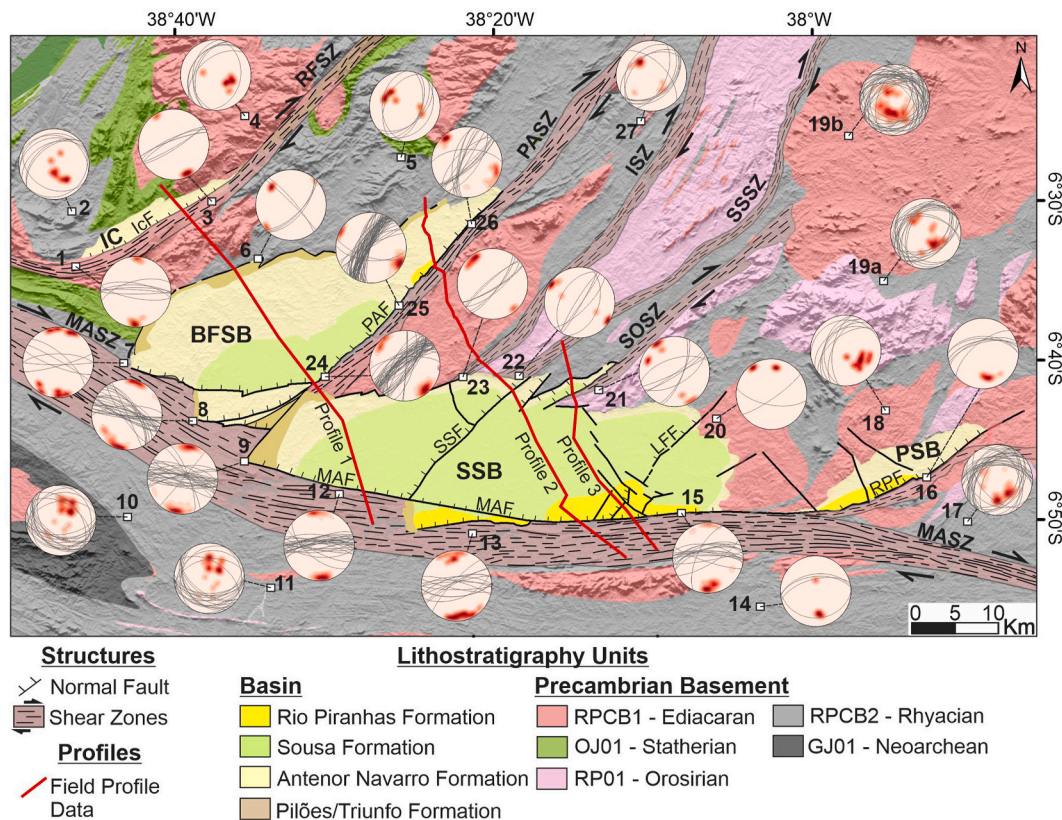 38°40'W 38°20'W 38°W
N
RFSZ
PASZ
27
ISZ
SSSZ
19b
4
5
2
3
IC
IcF
1
6
26
6°30'S
19a
25
PAF
BFSB
MASZ
7
24
23
22
SOSZ
21
6°40'S
8
9
Profile 1
SSF
SSB
Profile 2
Profile 3
LFF
20
18
PSB
RPF
16
MAF
MAF
12
15
10
13
17
6°50'S
MASZ
11
14
0 5 10
Km
Structures
Normal Fault
Shear Zones
Profiles
Field Profile
Data
Lithostratigraphy Units
Basin
Rio Piranhas Formation
Sousa Formation
Antenor Navarro Formation
Pilões/Triunfo Formation
Precambrian Basement
RPCB1 - Ediacaran
OJ01 - Statherian
RP01 - Orosirian
RPCB2 - Rhyacian
GJ01 - Neoarchean